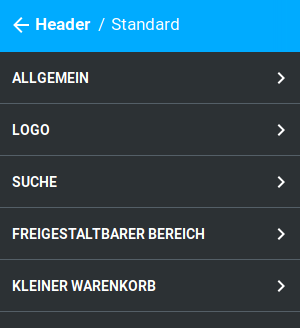 Header / Standard
ALLGEMEIN
LOGO
SUCHE
FREIGESTALTBARER BEREICH
KLEINER WARENKORB